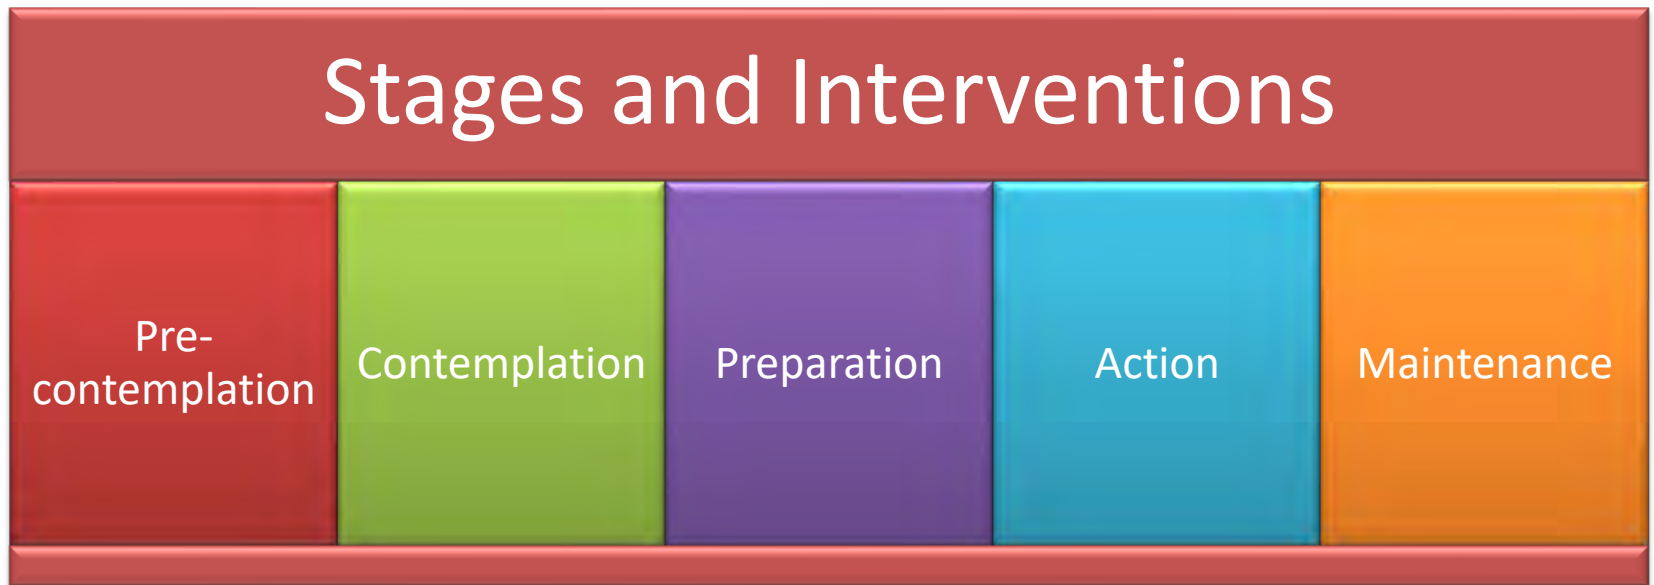 Stages and Interventions
Pre-
contemplation
Contemplation
Preparation
Action
Maintenance